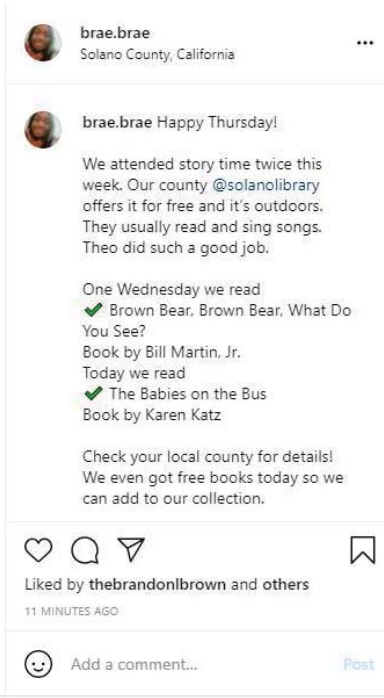 brae.brae
Solano County, California
brae.brae Happy Thursday!
We attended story time twice this
week. Our county @solanolibrary
offers it for free and it's outdoors.
They usually read and sing songs.
Theo did such a good job.
One Wednesday we read
✔ Brown Bear, Brown Bear, What Do
You See?
Book by Bill Martin, Jr.
Today we read
✔ The Babies on the Bus
Book by Karen Katz
Check your local county for details!
We even got free books today so we
can add to our collection.
Liked by thebrandonlbrown and others
11 MINUTES AGO
Add a comment...
Post